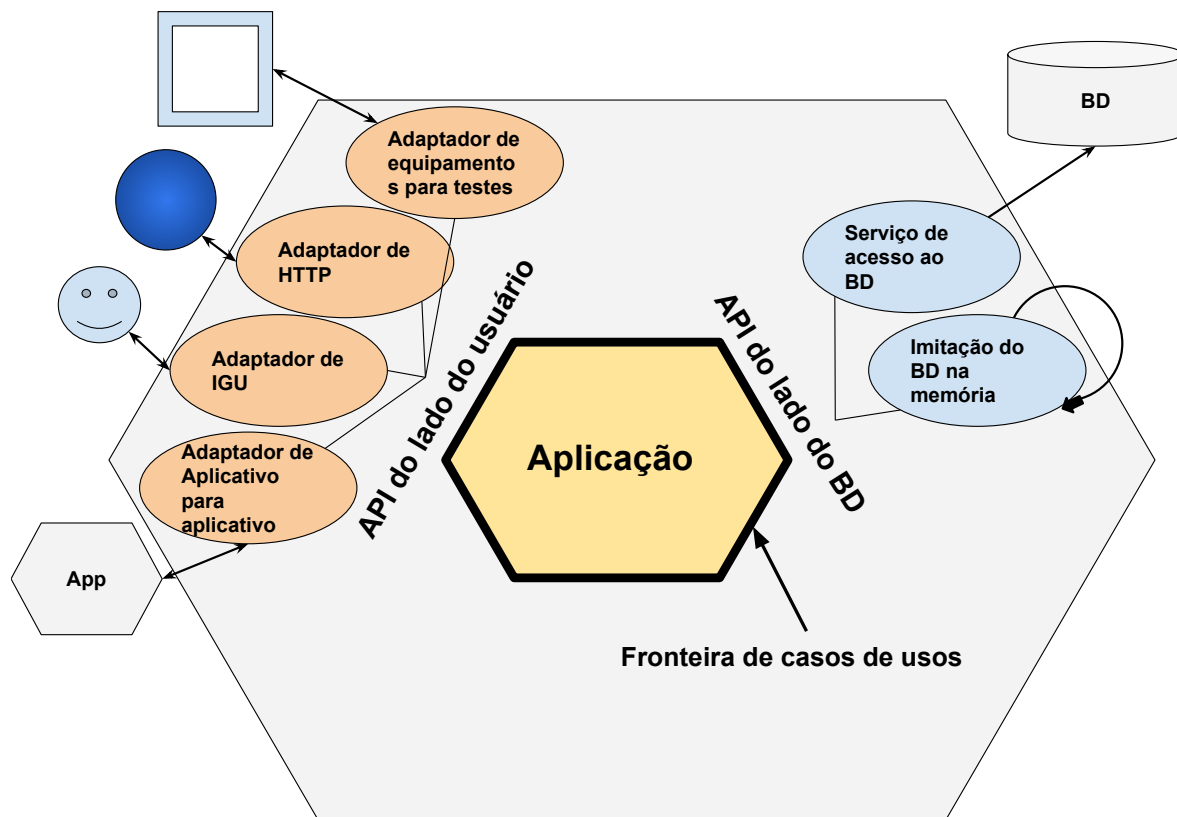 Adaptador de
equipamento
s para testes
BD
Adaptador de
HTTP
Serviço de
acesso ao
BD
Adaptador de
IGU
Imitação do
BD na
memória
API do lado do usuário
API do lado do BD
Aplicação
Adaptador de
Aplicativo
para
aplicativo
App
Fronteira de casos de usos